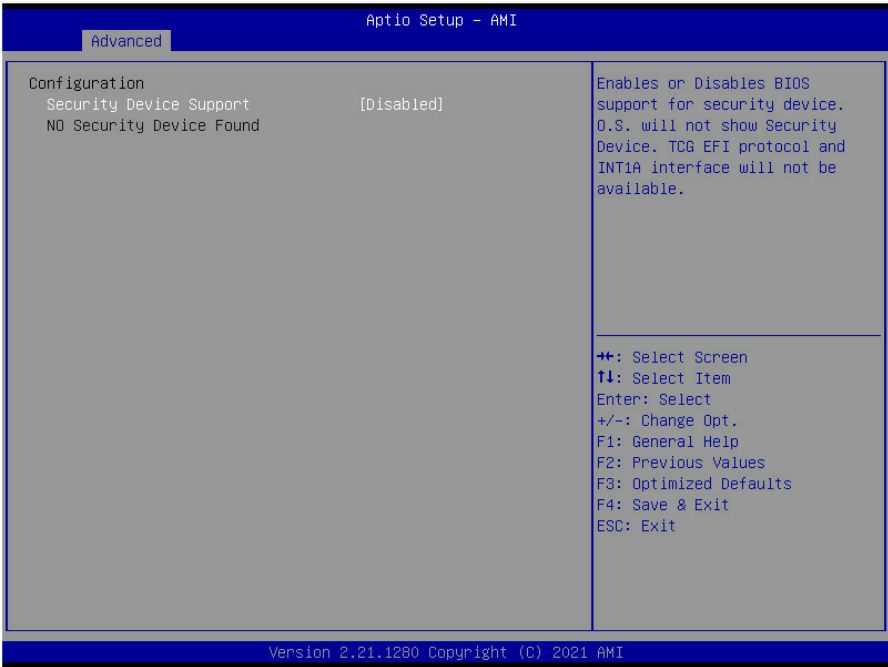 Aptio Setup – AMI
Advanced
Configuration
Security Device Support [Disabled]
NO Security Device Found
Enables or Disables BIOS
support for security device.
O.S. will not show Security
Device. TCG EFI protocol and
INT1A interface will not be
available.
→←: Select Screen
↑↓: Select Item
Enter: Select
+/-: Change Opt.
F1: General Help
F2: Previous Values
F3: Optimized Defaults
F4: Save & Exit
ESC: Exit
Version 2.21.1280 Copyright (C) 2021 AMI